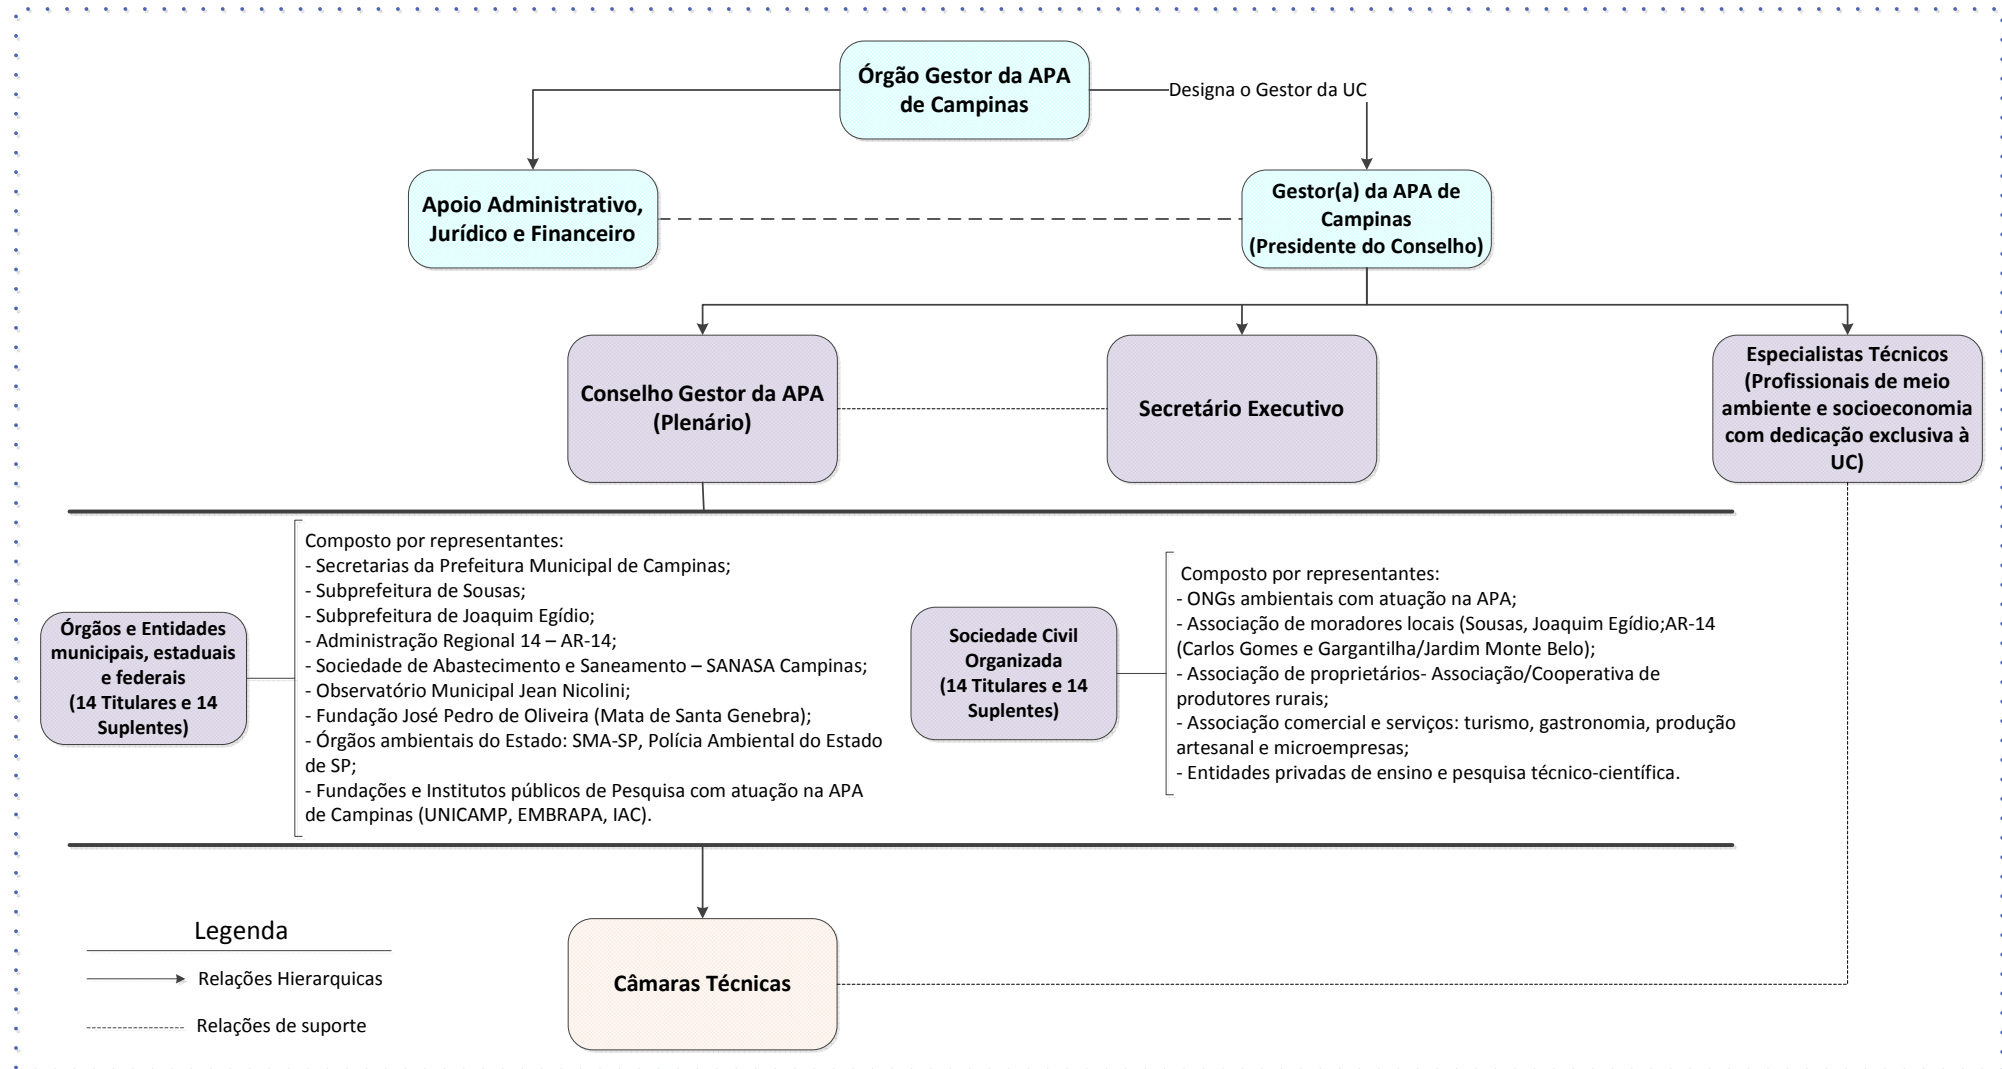 Órgão Gestor da APA
de Campinas
Designa o Gestor da UC
Apoio Administrativo,
Jurídico e Financeiro
Gestor(a) da APA de
Campinas
(Presidente do Conselho)
Conselho Gestor da APA
(Plenário)
Secretário Executivo
Especialistas Técnicos
(Profissionais de meio
ambiente e socioeconomia
com dedicação exclusiva à
UC)
Órgãos e Entidades
municipais, estaduais
e federais
(14 Titulares e 14
Suplentes)
Composto por representantes:
- Secretarias da Prefeitura Municipal de Campinas;
- Subprefeitura de Sousas;
- Subprefeitura de Joaquim Egídio;
- Administração Regional 14 – AR-14;
- Sociedade de Abastecimento e Saneamento – SANASA Campinas;
- Observatório Municipal Jean Nicolini;
- Fundação José Pedro de Oliveira (Mata de Santa Genebra);
- Órgãos ambientais do Estado: SMA-SP, Polícia Ambiental do Estado
de SP;
- Fundações e Institutos públicos de Pesquisa com atuação na APA
de Campinas (UNICAMP, EMBRAPA, IAC).
Sociedade Civil
Organizada
(14 Titulares e 14
Suplentes)
Composto por representantes:
- ONGs ambientais com atuação na APA;
- Associação de moradores locais (Sousas, Joaquim Egídio;AR-14
(Carlos Gomes e Gargantilha/Jardim Monte Belo);
- Associação de proprietários- Associação/Cooperativa de
produtores rurais;
- Associação comercial e serviços: turismo, gastronomia, produção
artesanal e microempresas;
- Entidades privadas de ensino e pesquisa técnico-científica.
Câmaras Técnicas
Legenda
Relações Hierarquicas
Relações de suporte